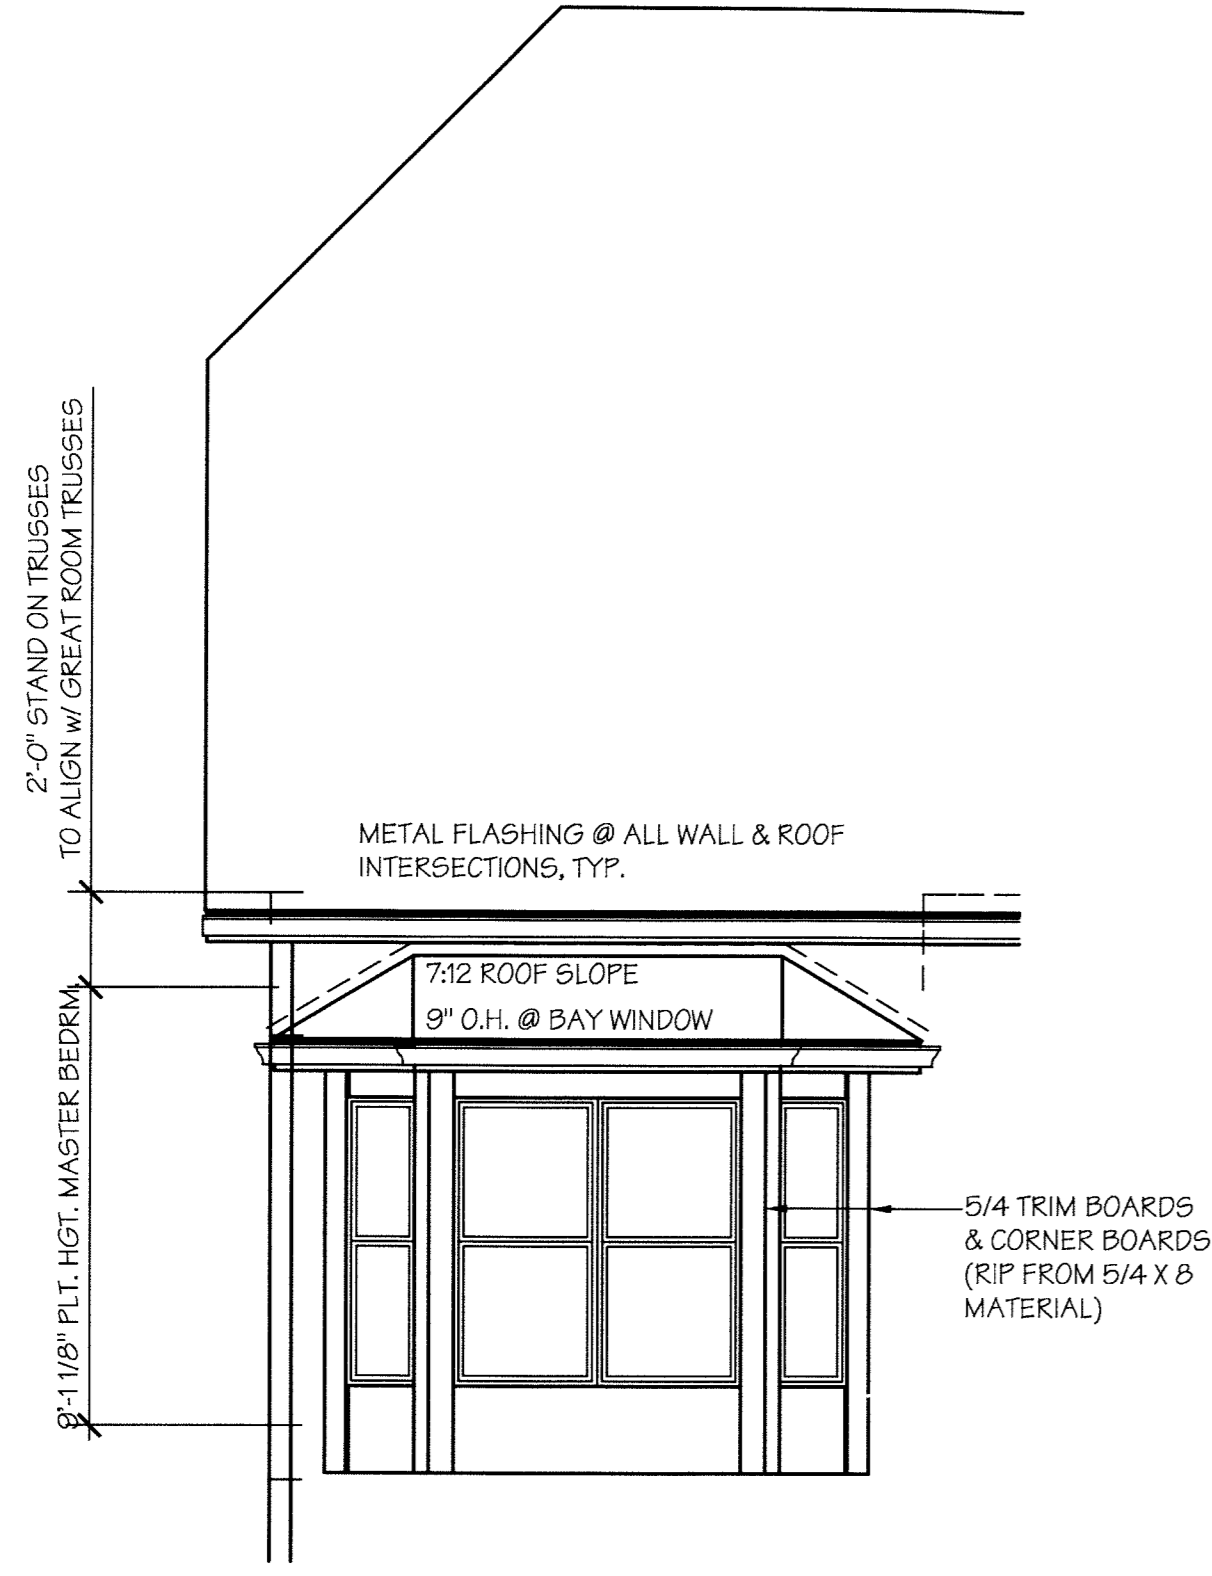 2'-0" STAND ON TRUSSES
TO ALIGN w/ GREAT ROOM TRUSSES
METAL FLASHING @ ALL WALL & ROOF
INTERSECTIONS, TYP.
7:12 ROOF SLOPE
9" O.H. @ BAY WINDOW
9'-1 1/8" PLT. HGT. MASTER BEDRM.
5/4 TRIM BOARDS
& CORNER BOARDS
(RIP FROM 5/4 X 8
MATERIAL)